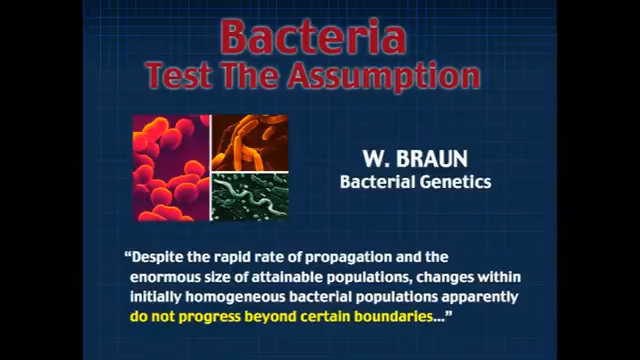 Bacteria
Test The Assumption
W. BRAUN
Bacterial Genetics
“Despite the rapid rate of propagation and the
enormous size of attainable populations, changes within
initially homogeneous bacterial populations apparently
do not progress beyond certain boundaries...”